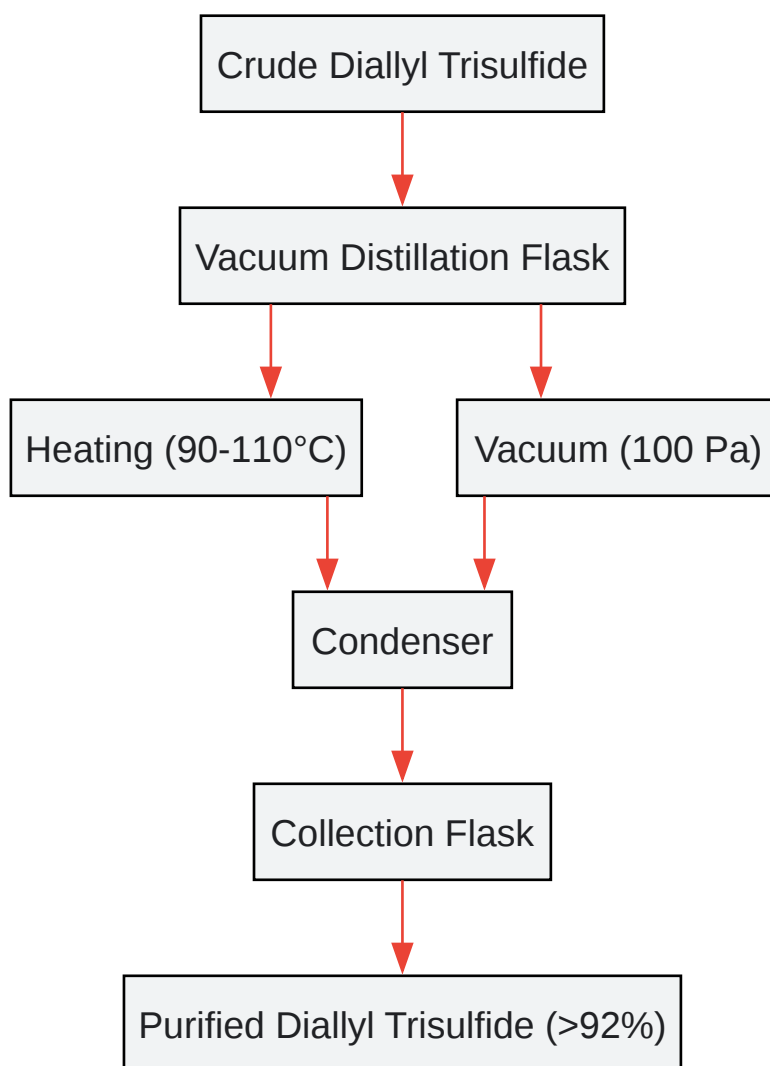 Crude Diallyl Trisulfide
Vacuum Distillation Flask
Heating (90-110°C)
Vacuum (100 Pa)
Condenser
Collection Flask
Purified Diallyl Trisulfide (>92%)